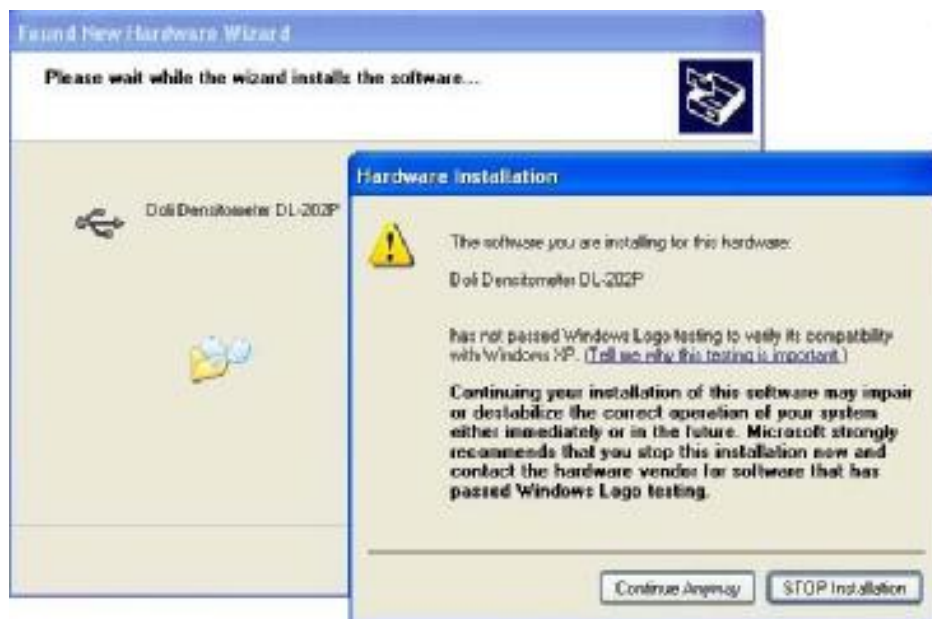 Found New Hardware Wizard
Please wait while the wizard installs the software...
Doli Densitometer DL-202P
Hardware Installation
The software you are installing for this hardware:
Doli Densitometer DL-202P
has not passed Windows Logo testing to verify its compatibility
with Windows XP. (Tell me why this testing is important.)
Continuing your installation of this software may impair
or destabilize the correct operation of your system
either immediately or in the future. Microsoft strongly
recommends that you stop this installation now and
contact the hardware vendor for software that has
passed Windows Logo testing.
Continue Anyway
STOP Installation